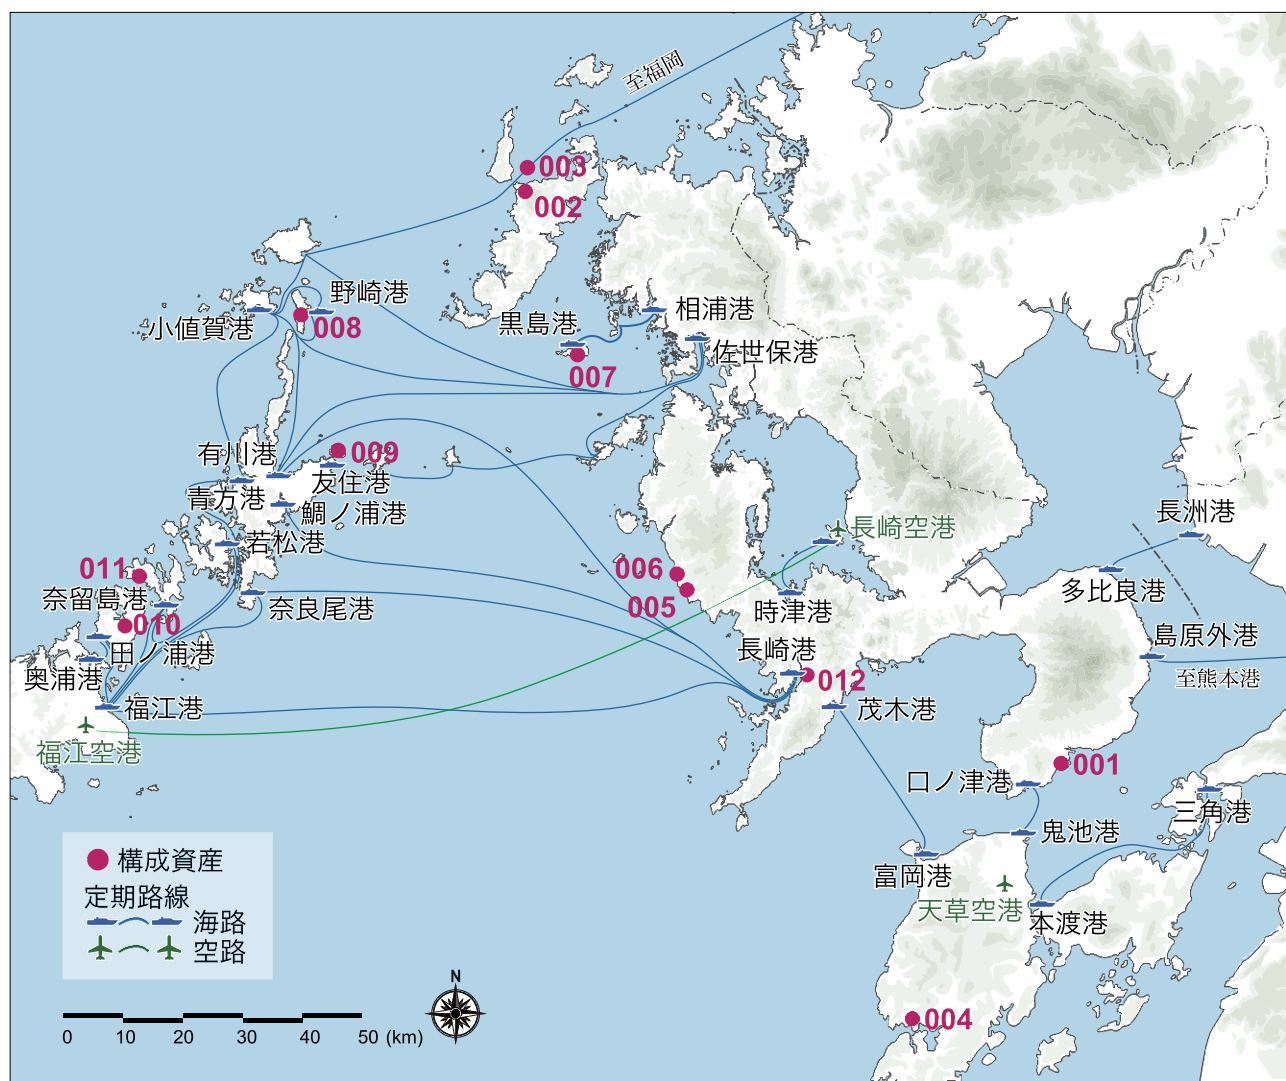 至福岡
003
002
野崎港
小値賀港
008
黒島港
相浦港
佐世保港
007
有川港
009
友住港
青方港
鯛ノ浦港
若松港
長崎空港
長洲港
011
006
奈留島港
005
時津港
多比良港
奈良尾港
010
田ノ浦港
島原外港
長崎港
奥浦港
012
至熊本港
福江港
茂木港
福江空港
001
口ノ津港
三角港
鬼池港
構成資産
富岡港
定期路線
天草空港
本渡港
海路
空路
N
004
0 10 20 30 40 50 (km)